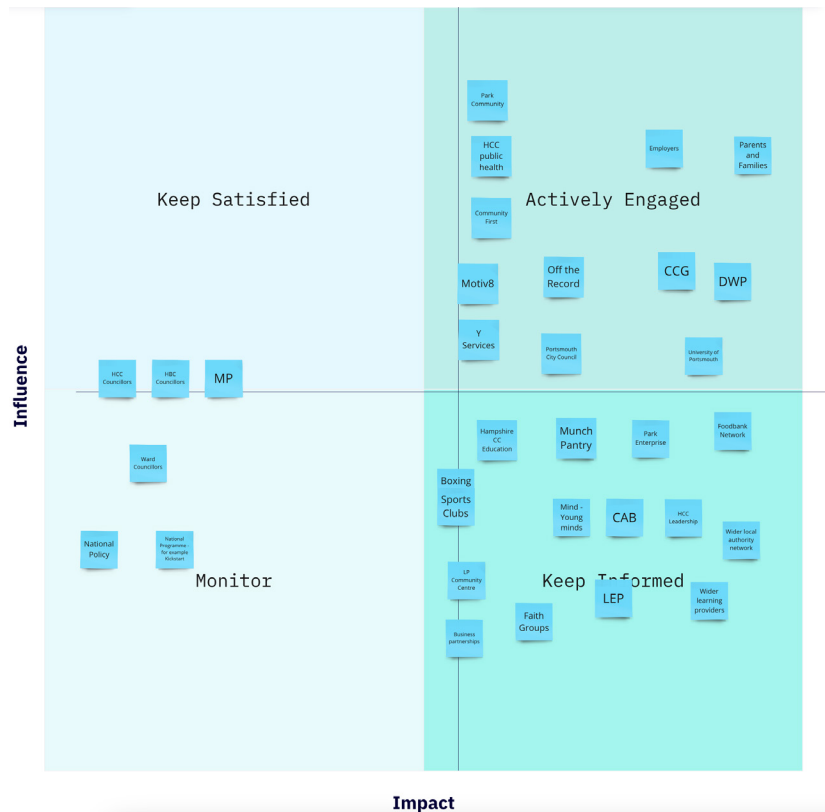 Park
Community
HCC
public
health
Employers
Parents
and
Families
Keep Satisfied
Actively Engaged
Community
First
Motiv8
Off the
Record
CCG
DWP
Y
Services
Portsmouth
City Council
University of
Portsmouth
HCC
Councillors
HBC
Councillors
MP
Influence
Hampshire
CC
Education
Munch
Pantry
Park
Enterprise
Foodbank
Network
Ward
Councillors
Boxing
Sports
Clubs
Mind -
Young
minds
CAB
HCC
Leadership
Wider local
authority
network
National
Policy
National
Programme -
for example
Kickstart
Monitor
LP
Community
Centre
Keep Informed
LEP
Wider
learning
providers
Faith
Groups
Business
partnerships
Impact